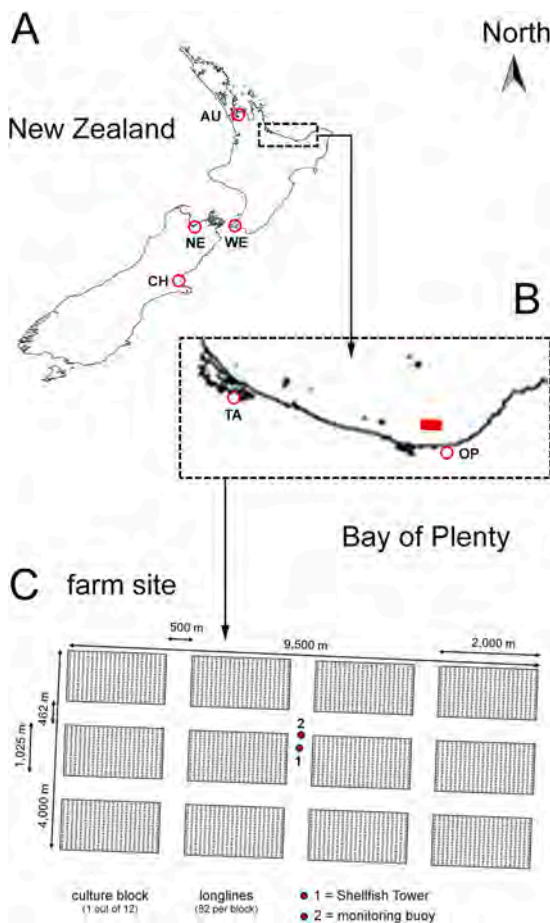 A
North
New Zealand
AU
NE
WE
CH
B
TA
OP
Bay of Plenty
C farm site
500 m
9,500 m
2,000 m
462 m
1,025 m
4,000 m
2
1
culture block
(1 out of 12)
longlines
(92 per block)
1 = Shellfish Tower
2 = monitoring buoy